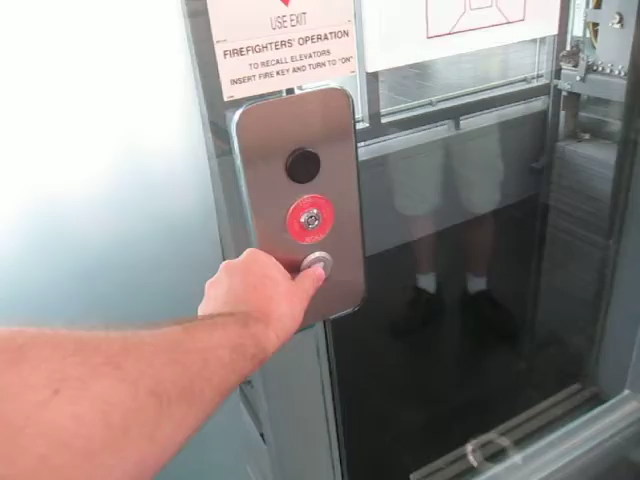 USE EXIT
FIREFIGHTERS' OPERATION
TO RECALL ELEVATORS
INSERT FIRE KEY AND TURN TO "ON"